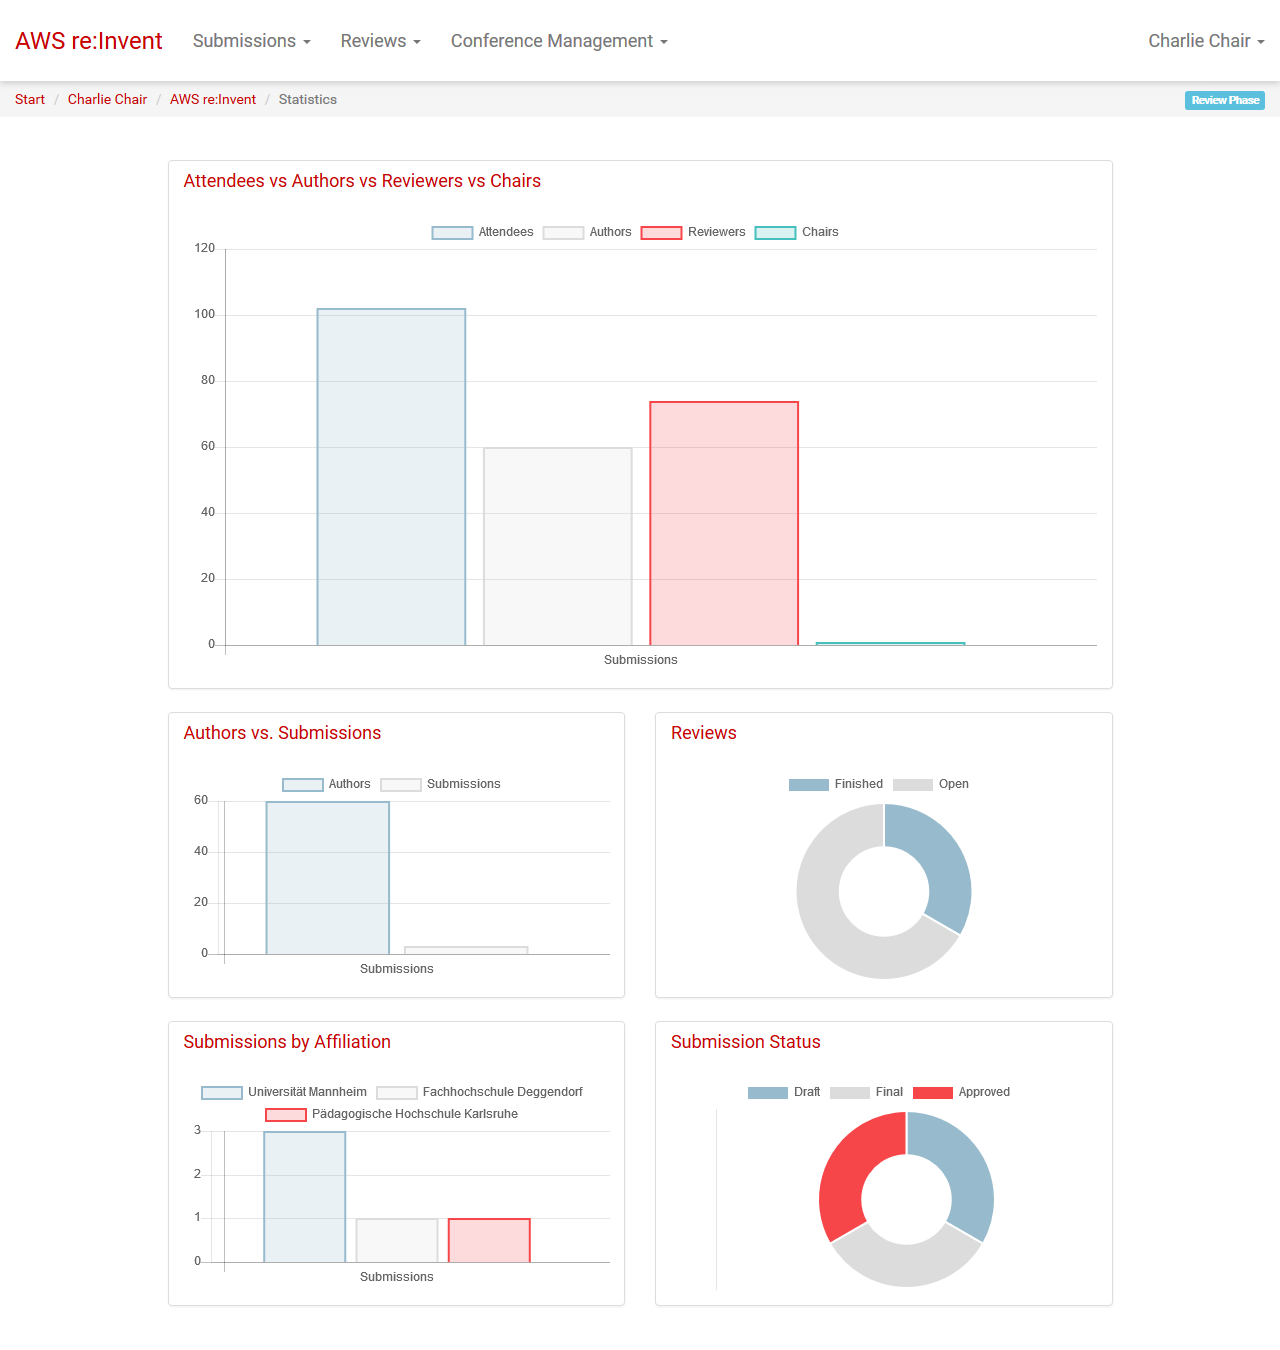 AWS re:Invent Submissions Reviews Conference Management Charlie Chair
Start / Charlie Chair / AWS re:Invent / Statistics Review Phase
Attendees vs Authors vs Reviewers vs Chairs
Attendees Authors Reviewers Chairs
120
100
80
60
40
20
0
Submissions
Authors vs. Submissions
Authors Submissions
60
40
20
0
Submissions
Reviews
Finished Open
Submissions by Affiliation
Universität Mannheim Fachhochschule Deggendorf
Pädagogische Hochschule Karlsruhe
3
2
1
0
Submissions
Submission Status
Draft Final Approved